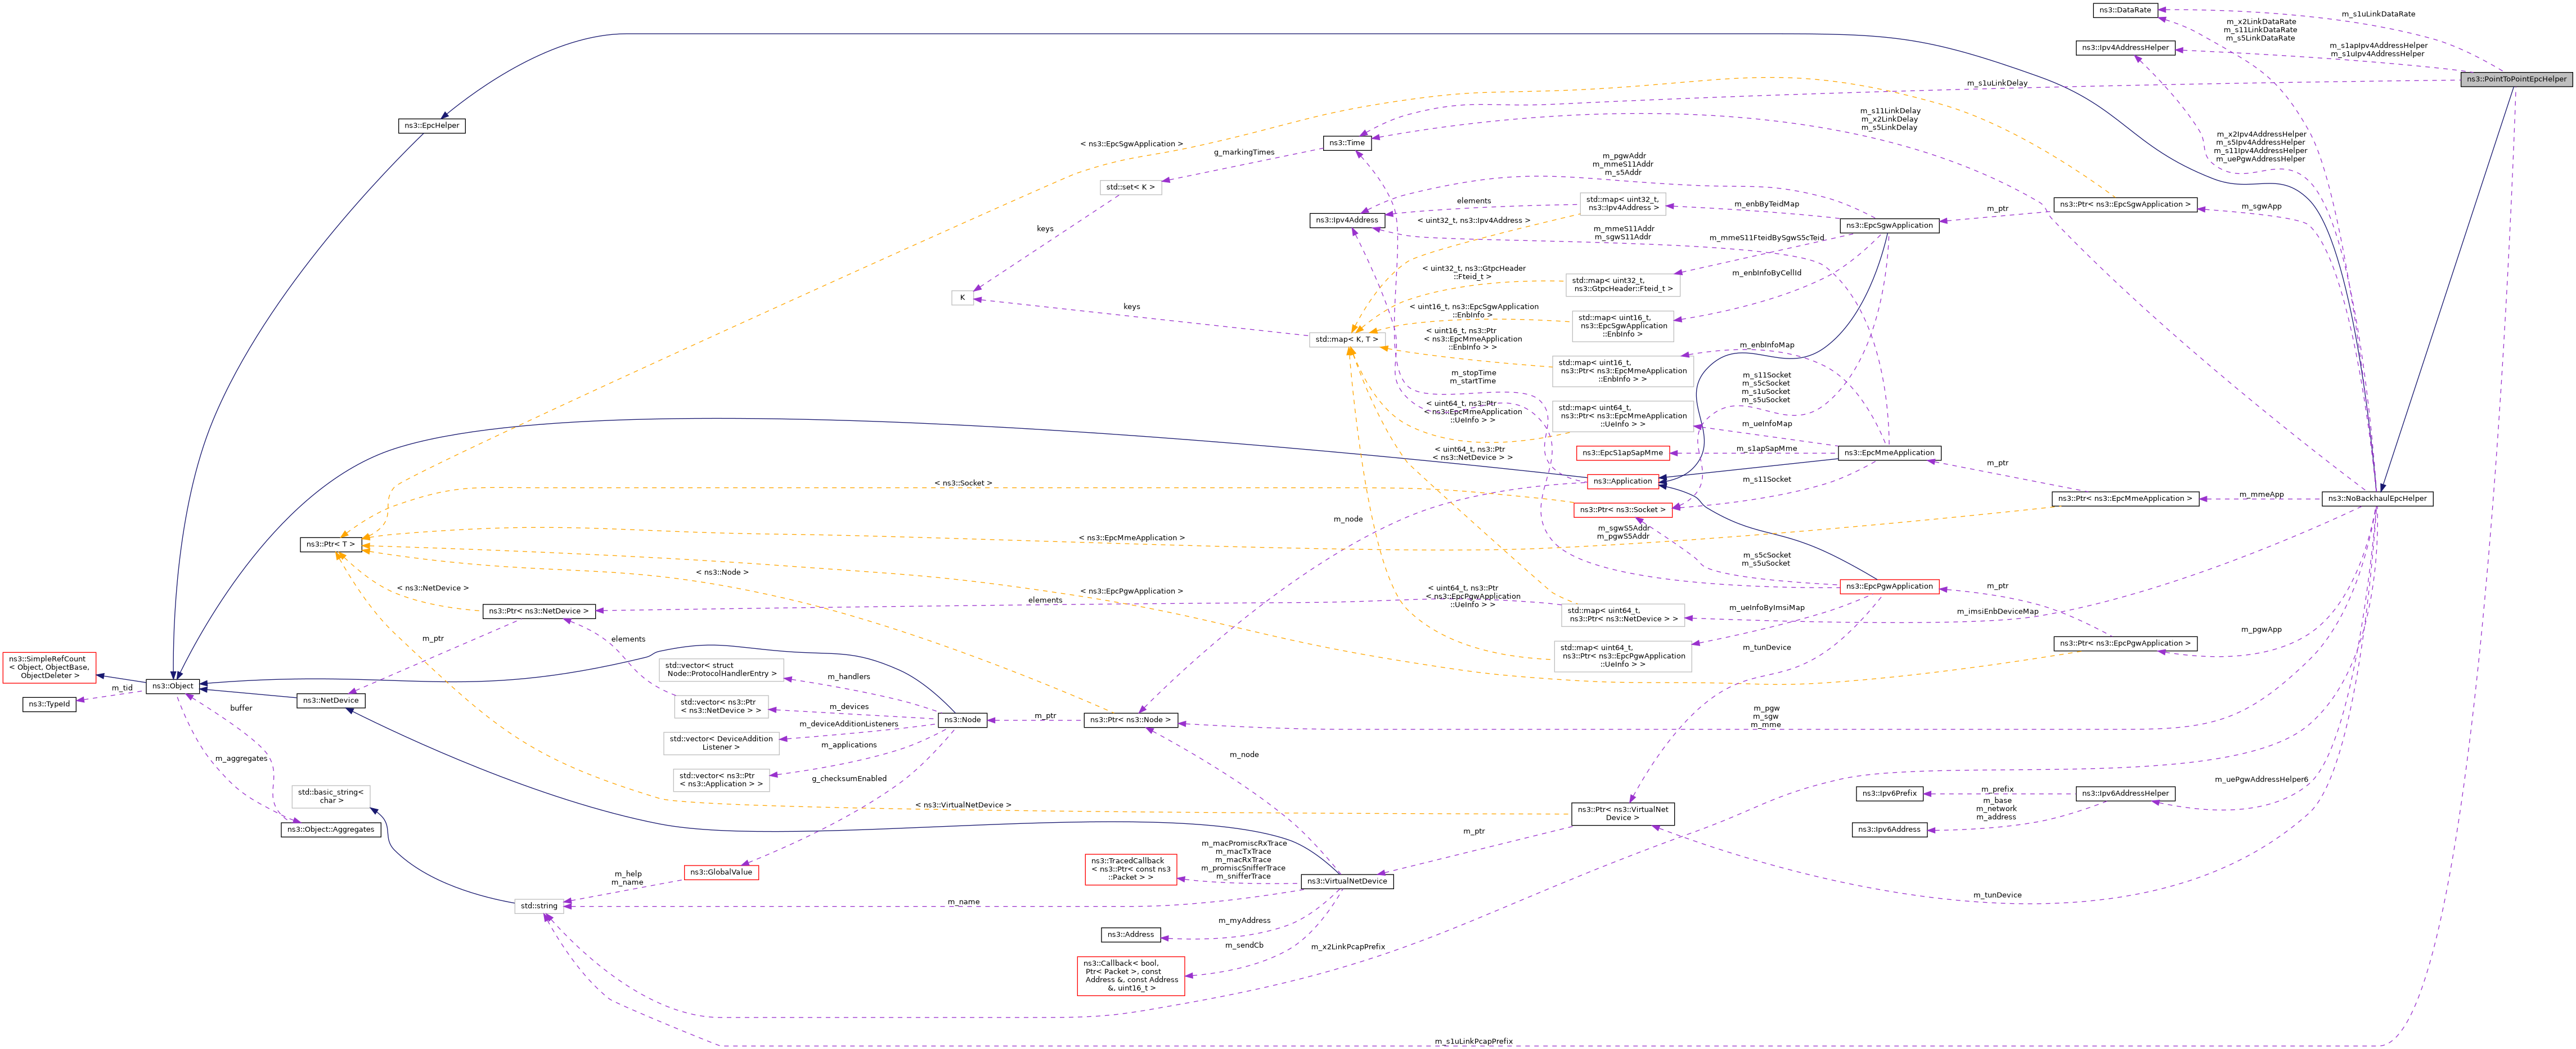 ns3::DataRate
m_s1uLinkDataRate
m_x2LinkDataRate
m_s11LinkDataRate
m_s5LinkDataRate
ns3::Ipv4AddressHelper
m_s1apIpv4AddressHelper
m_s1uIpv4AddressHelper
ns3::PointToPointEpcHelper
m_s1uLinkDelay
m_s11LinkDelay
m_x2LinkDelay
m_s5LinkDelay
ns3::EpcHelper
m_x2Ipv4AddressHelper
m_s5Ipv4AddressHelper
m_s11Ipv4AddressHelper
m_uePgwAddressHelper
< ns3::EpcSgwApplication >
ns3::Time
g_markingTimes
m_pgwAddr
m_mmeS11Addr
m_s5Addr
std::set< K >
elements
std::map< uint32_t,
ns3::Ipv4Address >
m_enbByTeidMap
ns3::Ptr< ns3::EpcSgwApplication >
m_sgwApp
m_ptr
ns3::Ipv4Address
< uint32_t, ns3::Ipv4Address >
ns3::EpcSgwApplication
keys
m_mmeS11Addr
m_sgwS11Addr
m_mmeS11FteidBySgwS5cTeid
< uint32_t, ns3::GtpcHeader
::Fteid_t >
std::map< uint32_t,
ns3::GtpcHeader::Fteid_t >
m_enbInfoByCellId
K
keys
< uint16_t, ns3::EpcSgwApplication
::EnbInfo >
std::map< uint16_t,
ns3::EpcSgwApplication
::EnbInfo >
std::map< K, T >
< uint16_t, ns3::Ptr
< ns3::EpcMmeApplication
::EnbInfo > >
m_enbInfoMap
std::map< uint16_t,
ns3::Ptr< ns3::EpcMmeApplication
::EnbInfo > >
m_stopTime
m_startTime
m_s11Socket
m_s5cSocket
m_s1uSocket
m_s5uSocket
< uint64_t, ns3::Ptr
< ns3::EpcMmeApplication
::UeInfo > >
std::map< uint64_t,
ns3::Ptr< ns3::EpcMmeApplication
::UeInfo > >
m_ueInfoMap
< uint64_t, ns3::Ptr
< ns3::NetDevice > >
ns3::EpcS1apSapMme
m_s1apSapMme
ns3::EpcMmeApplication
m_ptr
ns3::Application
m_s11Socket
< ns3::Socket >
ns3::Ptr< ns3::EpcMmeApplication >
m_mmeApp
ns3::NoBackhaulEpcHelper
ns3::Ptr< ns3::Socket >
m_node
m_sgwS5Addr
m_pgwS5Addr
< ns3::EpcMmeApplication >
ns3::Ptr< T >
m_s5cSocket
m_s5uSocket
< ns3::Node >
< ns3::NetDevice >
< ns3::EpcPgwApplication >
< uint64_t, ns3::Ptr
< ns3::EpcPgwApplication
::UeInfo > >
ns3::EpcPgwApplication
m_ptr
elements
ns3::Ptr< ns3::NetDevice >
std::map< uint64_t,
ns3::Ptr< ns3::NetDevice > >
m_ueInfoByImsiMap
m_imsiEnbDeviceMap
m_pgwApp
m_ptr
elements
m_tunDevice
ns3::Ptr< ns3::EpcPgwApplication >
std::map< uint64_t,
ns3::Ptr< ns3::EpcPgwApplication
::UeInfo > >
ns3::SimpleRefCount
< Object, ObjectBase,
ObjectDeleter >
std::vector< struct
Node::ProtocolHandlerEntry >
m_handlers
ns3::Object
m_tid
ns3::TypeId
ns3::NetDevice
std::vector< ns3::Ptr
< ns3::NetDevice > >
m_devices
buffer
ns3::Node
m_ptr
ns3::Ptr< ns3::Node >
m_pgw
m_sgw
m_mme
m_deviceAdditionListeners
std::vector< DeviceAddition
Listener >
m_applications
m_aggregates
m_node
std::vector< ns3::Ptr
< ns3::Application > >
g_checksumEnabled
m_uePgwAddressHelper6
std::basic_string<
char >
< ns3::VirtualNetDevice >
ns3::Ptr< ns3::VirtualNet
Device >
ns3::Ipv6Prefix
m_prefix
ns3::Ipv6AddressHelper
m_base
m_network
m_address
ns3::Object::Aggregates
ns3::Ipv6Address
m_ptr
m_macPromiscRxTrace
m_macTxTrace
m_macRxTrace
m_promiscSnifferTrace
m_snifferTrace
ns3::TracedCallback
< ns3::Ptr< const ns3
::Packet > >
ns3::GlobalValue
m_help
m_name
ns3::VirtualNetDevice
m_tunDevice
std::string
m_name
m_myAddress
ns3::Address
m_sendCb
m_x2LinkPcapPrefix
ns3::Callback< bool,
Ptr< Packet >, const
Address &, const Address
&, uint16_t >
m_s1uLinkPcapPrefix